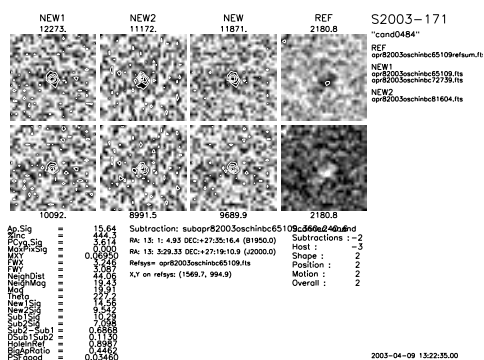 NEW1 NEW2 NEW REF S2003-171
12273. 11172. 11871. 2180.8
"cand0484"
REF
apr82003oschinbc65109refsum.fts
NEW1
apr82003oschinbc65109.fts
apr82003oschinbc72739.fts
NEW2
apr82003oschinbc81604.fts
10092. 8991.5 9689.9 2180.8
Ap.Sig = 15.64
%Inc = 444.3
PCyg.Sig = 3.614
MaxPixSig = 0.000
MXY = 0.06950
FWX = 3.246
FWY = 3.087
NeighDist = 44.06
NeighMag = 19.43
Mag = 19.91
Theta = 227.2
New1Sig = 14.56
New2Sig = 9.542
Sub1Sig = 10.29
Sub2Sig = 7.098
Sub2-Sub1 = 0.6868
DSub1Sub2 = 0.1130
HoleInRef = 0.8987
BigApRatio = 0.4462
PSFgood = 0.03460
Subtraction: subapr82003oschinbc65109
RA: 13: 1: 4.93 DEC:+27:35:16.4 (B1950.0)
RA: 13: 3:29.33 DEC:+27:19:10.9 (J2000.0)
Refsys= apr82003oschinbc65109.fts
X,Y on refsys: (1569.7, 994.9)
Subtractions :-2
Host : -3
Shape : 2
Position : 2
Motion : 2
Overall : 2
2003-04-09 13:22:35.00